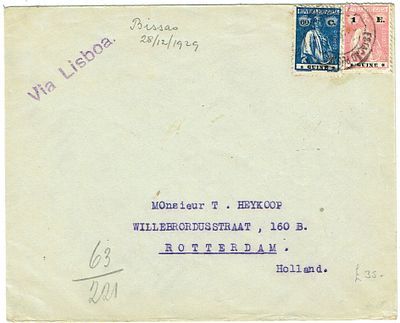 Bissao
28/12/1929
Via Lisboa.
60 C.
GUINÉ
1 E.
GUINÉ
Monsieur T . HEYKOOP
WILLEBRORDUSSTRAAT , 160 B.
ROTTERDAM.
Holland.
63
221
£35-